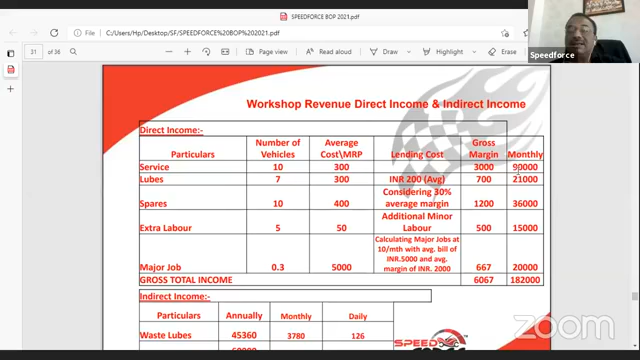 SPEEDFORCE BOP 2021.pdf
C:/Users/Hp/Desktop/SF/SPEEDFORCE%20BOP%202021.pdf
31 of 36
Page view
Read aloud
Draw
Highlight
Erase
Speedforce
Workshop Revenue Direct Income & Indirect Income
Direct Income:-
Particulars Number of Vehicles Average Cost\MRP Lending Cost Gross Margin Monthly
Service 10 300 3000 90000
Lubes 7 300 INR 200 (Avg) 700 21000
Spares 10 400 Considering 30% average margin 1200 36000
Extra Labour 5 50 Additional Minor Labour 500 15000
Major Job 0.3 5000 Calculating Major Jobs at 10/mth with avg. bill of INR.5000 and avg. margin of INR. 2000 667 20000
GROSS TOTAL INCOME 6067 182000
Indirect Income:-
Particulars Annually Monthly Daily
Waste Lubes 45360 3780 126
SPEED
zoom